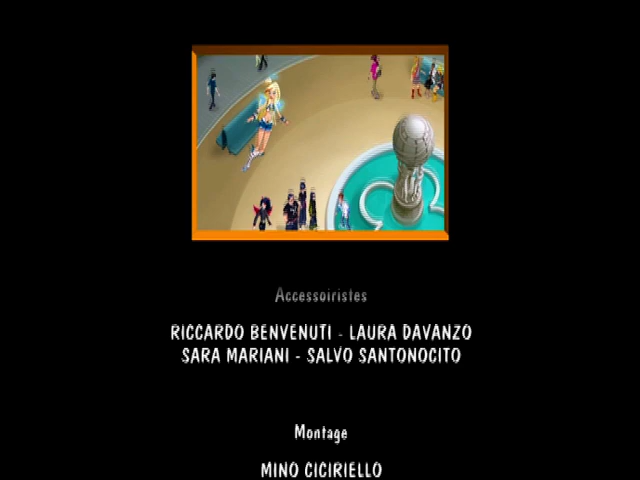 Accessoiristes
RICCARDO BENVENUTI - LAURA DAVANZO
SARA MARIANI - SALVO SANTONOCITO
Montage
MINO CICIRIELLO